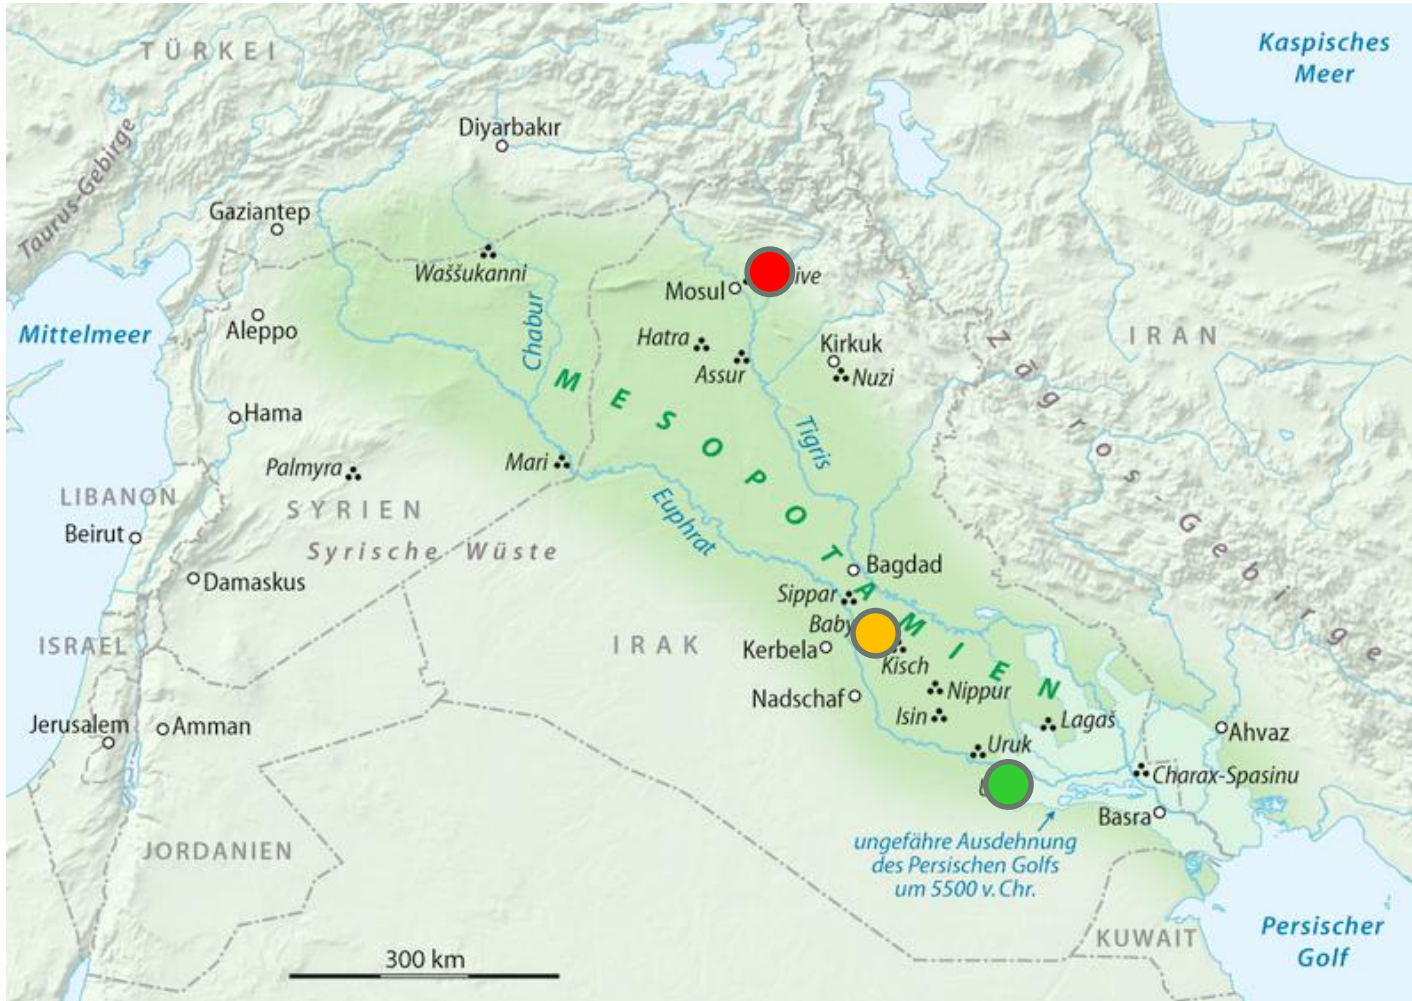 TÜRKEI
Kaspisches
Meer
Diyarbakır
Taurus-Gebirge
Gaziantep
Waššukanni
Mosul
ive
Mittelmeer
Aleppo
Chabur
Hatra
Assur
Kirkuk
Nuzi
IRAN
Zagros-Gebirge
MESOPOTAMIEN
Hama
Tigris
Palmyra
Mari
LIBANON
SYRIEN
Euphrat
Beirut
Syrische Wüste
Bagdad
Damaskus
Sippar
Baby
ISRAEL
IRAK
Kerbela
Kisch
Nadschaf
Nippur
Isin
Lagaš
Jerusalem
Amman
Uruk
Ahvaz
Charax-Spasinu
Basra
ungefähre Ausdehnung
des Persischen Golfs
um 5500 v. Chr.
JORDANIEN
KUWAIT
Persischer
Golf
300 km